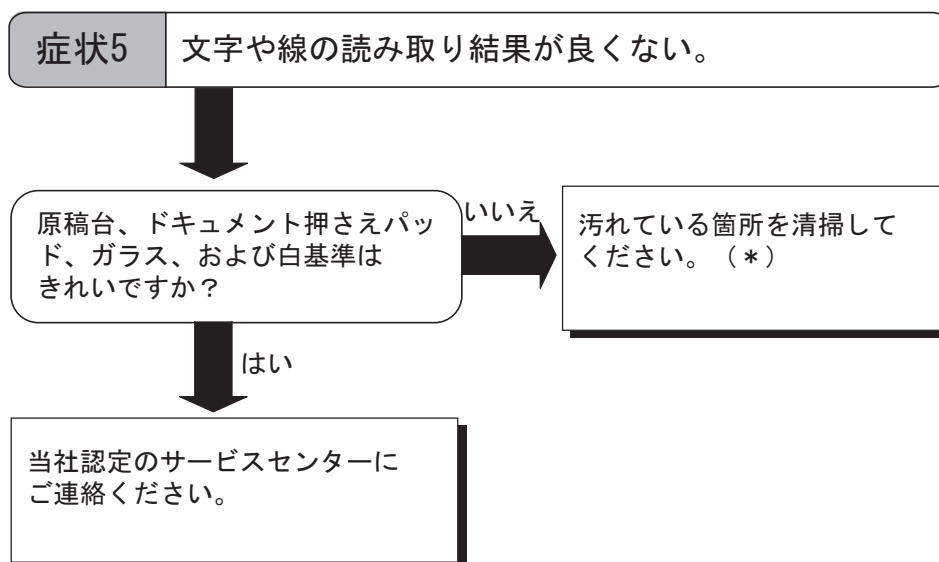 症状5
文字や線の読み取り結果が良くない。
原稿台、ドキュメント押さえパッ
ド、ガラス、および白基準は
きれいですか？
いいえ
汚れている箇所を清掃して
ください。（＊）
はい
当社認定のサービスセンターに
ご連絡ください。